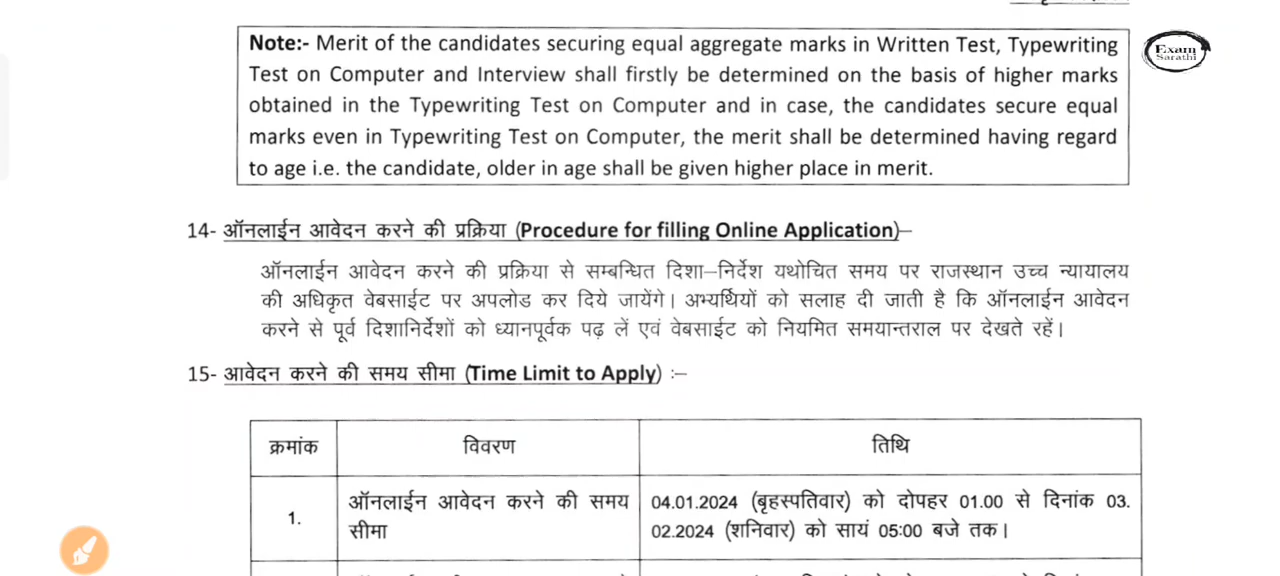 Note:- Merit of the candidates securing equal aggregate marks in Written Test, Typewriting
Test on Computer and Interview shall firstly be determined on the basis of higher marks
obtained in the Typewriting Test on Computer and in case, the candidates secure equal
marks even in Typewriting Test on Computer, the merit shall be determined having regard
to age i.e. the candidate, older in age shall be given higher place in merit.
Exam
Sarathi
14- ऑनलाईन आवेदन करने की प्रक्रिया (Procedure for filling Online Application)–
ऑनलाईन आवेदन करने की प्रक्रिया से सम्बन्धित दिशा–निर्देश यथोचित समय पर राजस्थान उच्च न्यायालय
की अधिकृत वेबसाईट पर अपलोड कर दिये जायेंगे। अभ्यर्थियों को सलाह दी जाती है कि ऑनलाईन आवेदन
करने से पूर्व दिशानिर्देशों को ध्यानपूर्वक पढ़ लें एवं वेबसाईट को नियमित समयान्तराल पर देखते रहें।
15- आवेदन करने की समय सीमा (Time Limit to Apply) :–
क्रमांक विवरण तिथि
1. ऑनलाईन आवेदन करने की समय 04.01.2024 (बृहस्पतिवार) को दोपहर 01.00 से दिनांक 03.
सीमा 02.2024 (शनिवार) को सायं 05:00 बजे तक।